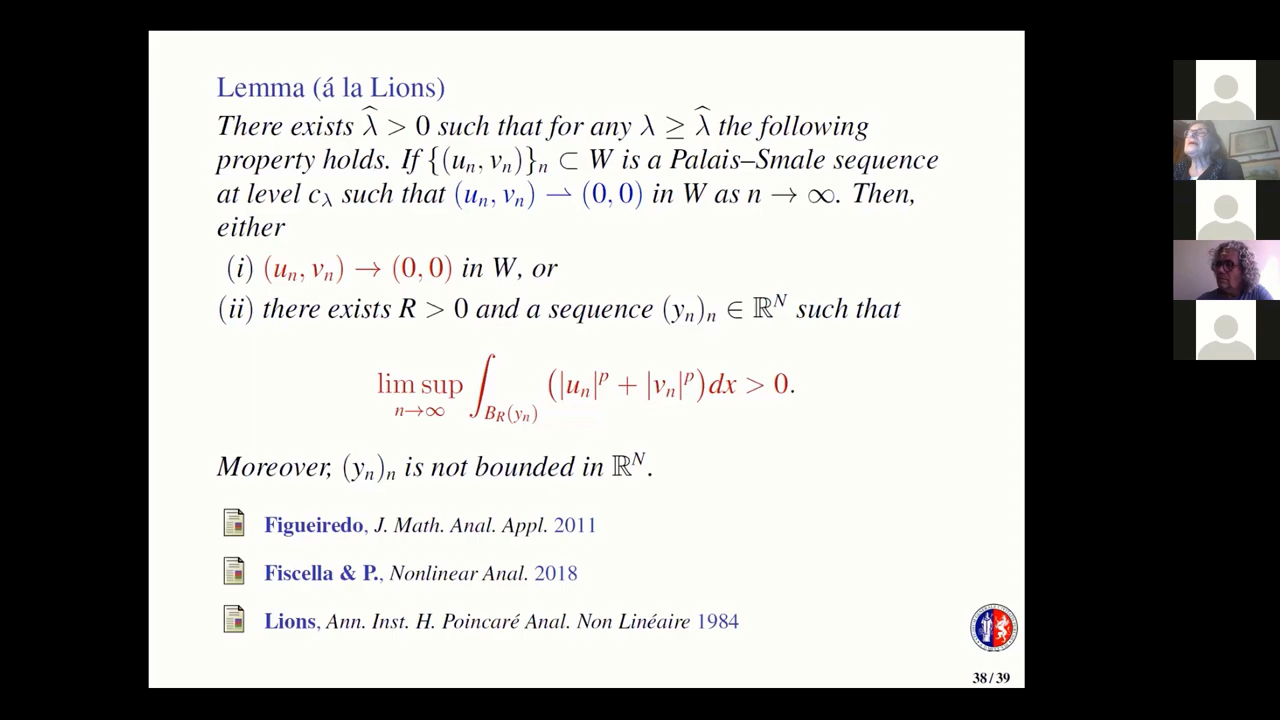 Lemma (á la Lions)
There exists λ̂ > 0 such that for any λ ≥ λ̂ the following
property holds. If {(uₙ, vₙ)}ₙ ⊂ W is a Palais–Smale sequence
at level c_λ such that (uₙ, vₙ) ⇀ (0, 0) in W as n → ∞. Then,
either
(i) (uₙ, vₙ) → (0, 0) in W, or
(ii) there exists R > 0 and a sequence (yₙ)ₙ ∈ ℝᴺ such that
lim sup_{n→∞} ∫_{B_R(yₙ)} (|uₙ|ᵖ + |vₙ|ᵖ)dx > 0.
Moreover, (yₙ)ₙ is not bounded in ℝᴺ.
Figueiredo, J. Math. Anal. Appl. 2011
Fiscella & P., Nonlinear Anal. 2018
Lions, Ann. Inst. H. Poincaré Anal. Non Linéaire 1984
38 / 39